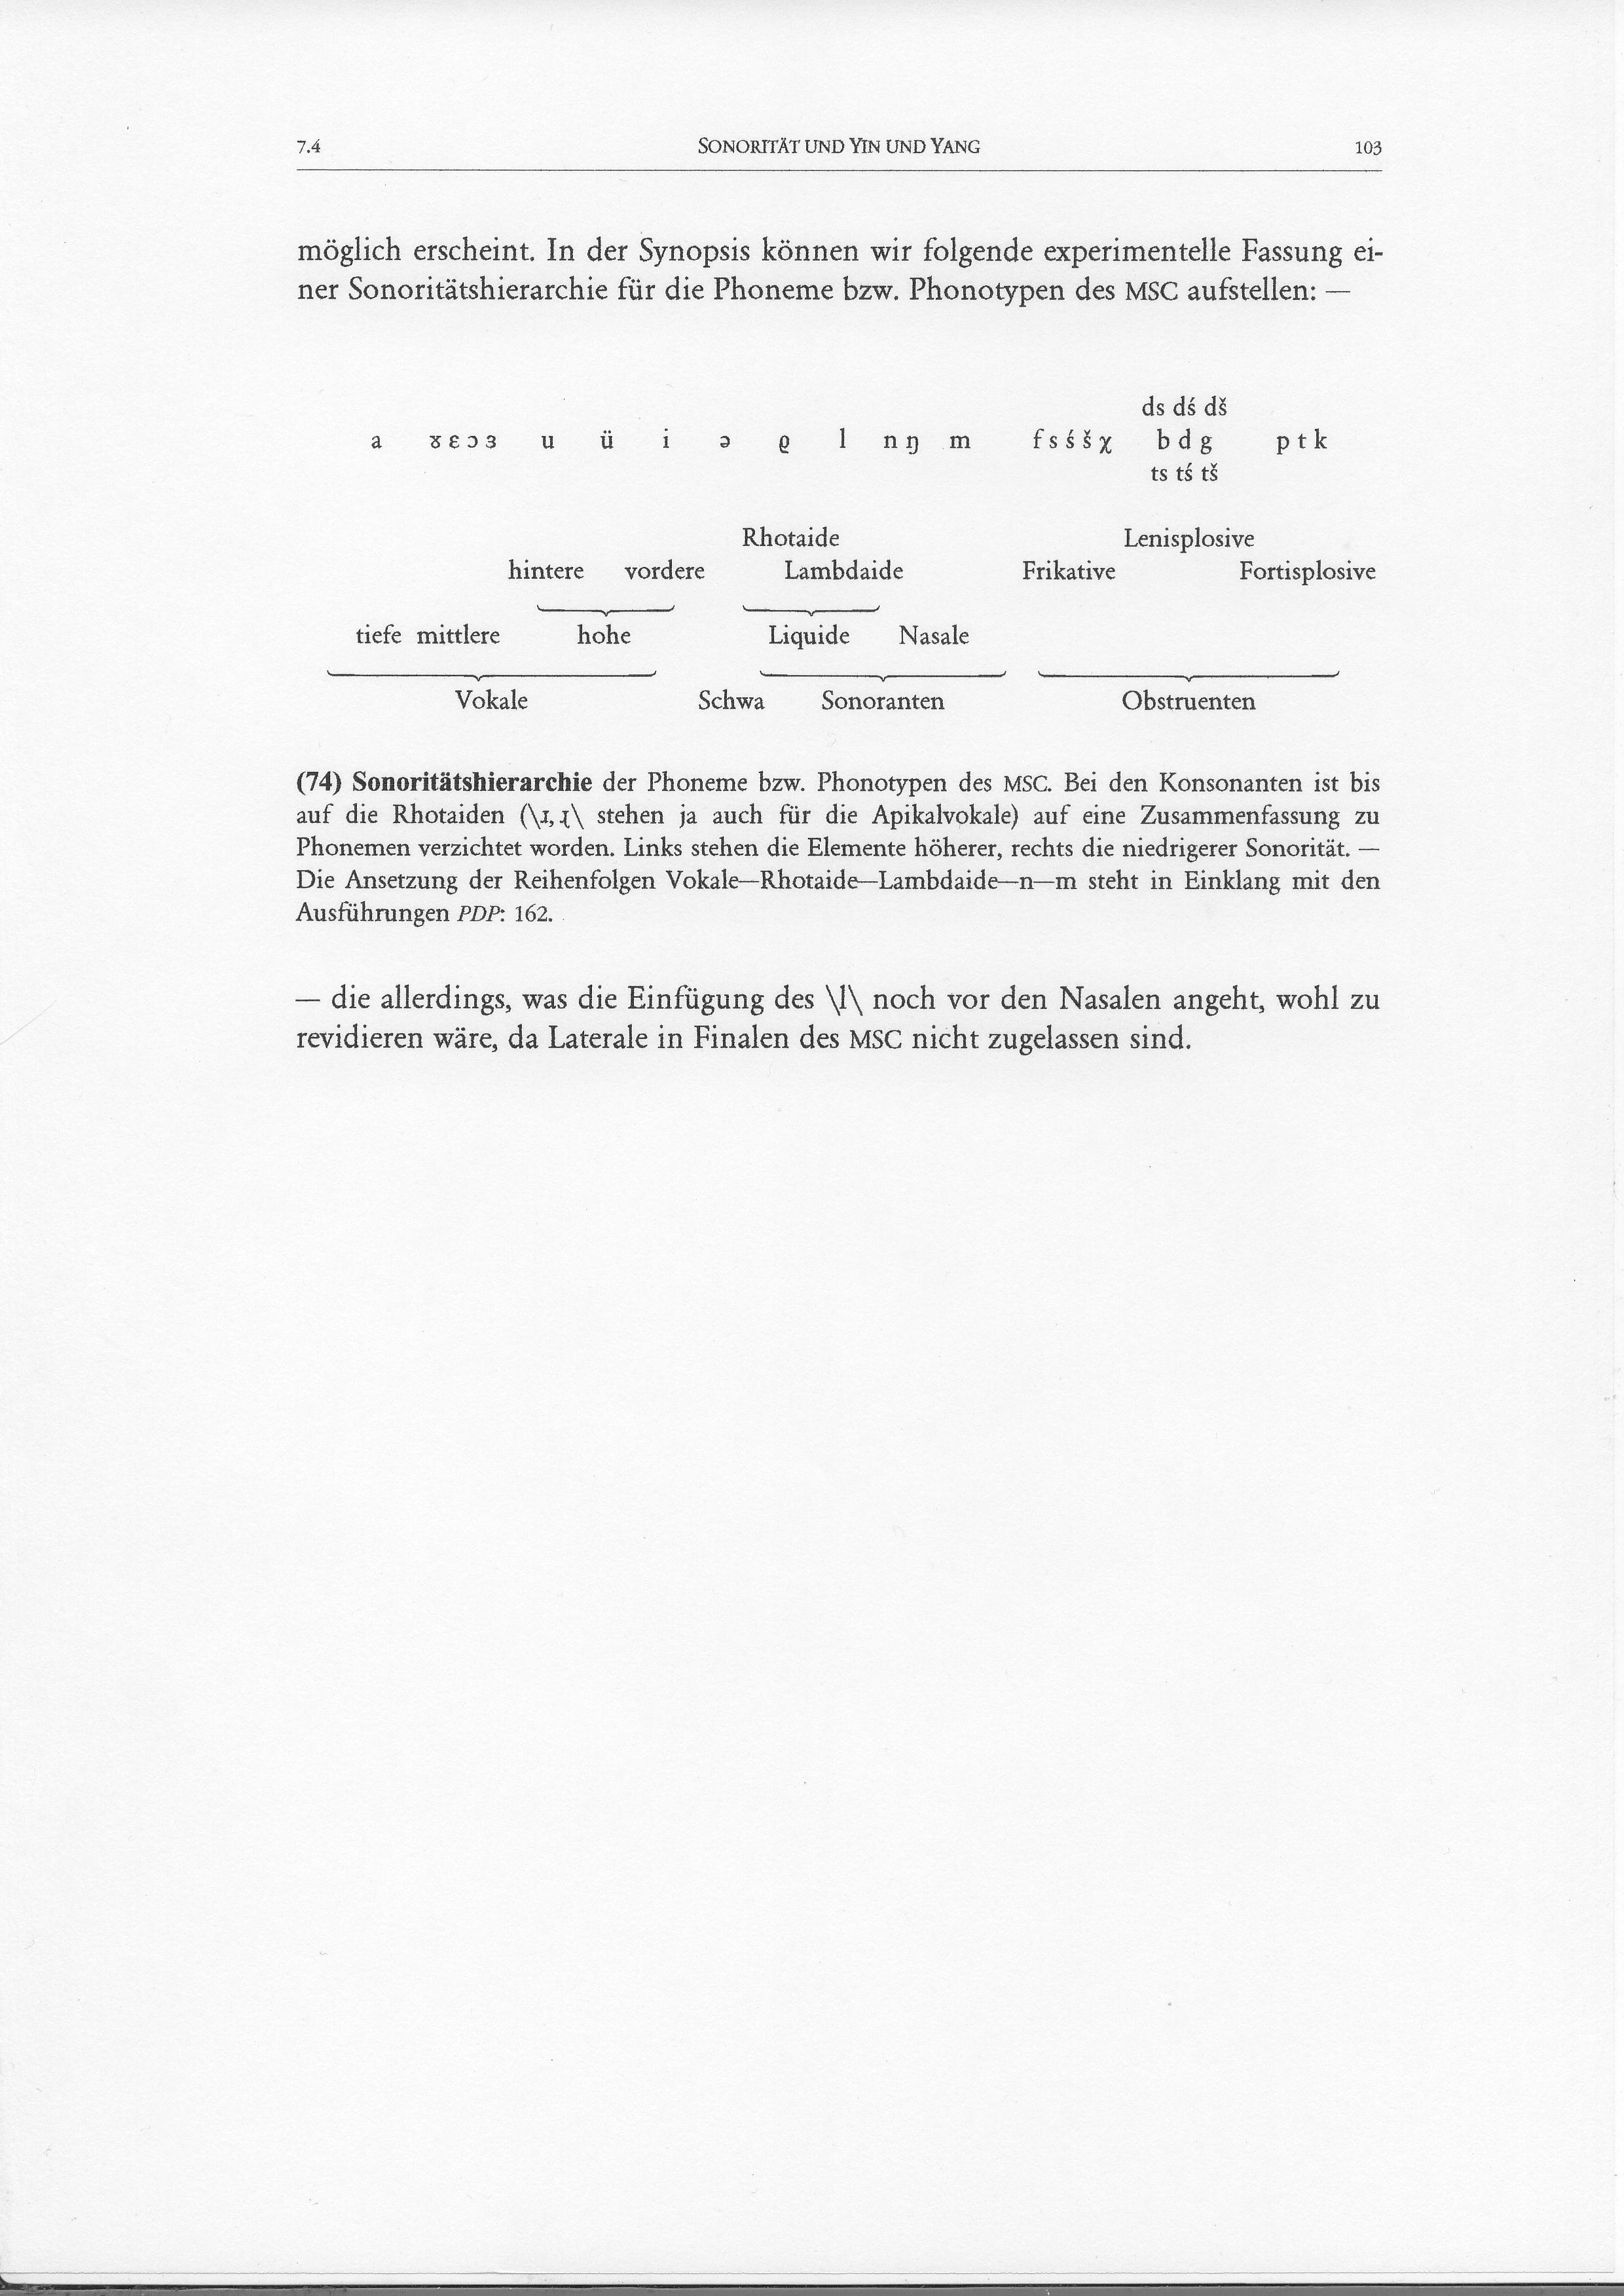 7.4 SONORITÄT UND YIN UND YANG 103
möglich erscheint. In der Synopsis können wir folgende experimentelle Fassung ei-
ner Sonoritätshierarchie für die Phoneme bzw. Phonotypen des MSC aufstellen: —
ds dś dš
a ɤ ɛ ɔ ɜ u ü i ə ϱ l n ŋ m f s ś š χ b d g p t k
ts tś tš
Rhotaide Lenisplosive
hintere vordere Lambdaide Frikative Fortisplosive
tiefe mittlere hohe Liquide Nasale
Vokale Schwa Sonoranten Obstruenten
(74) Sonoritätshierarchie der Phoneme bzw. Phonotypen des MSC. Bei den Konsonanten ist bis
auf die Rhotaiden (\ɹ, ɻ\ stehen ja auch für die Apikalvokale) auf eine Zusammenfassung zu
Phonemen verzichtet worden. Links stehen die Elemente höherer, rechts die niedrigerer Sonorität. —
Die Ansetzung der Reihenfolgen Vokale—Rhotaide—Lambdaide—n—m steht in Einklang mit den
Ausführungen PDP: 162.
— die allerdings, was die Einfügung des \l\ noch vor den Nasalen angeht, wohl zu
revidieren wäre, da Laterale in Finalen des MSC nicht zugelassen sind.